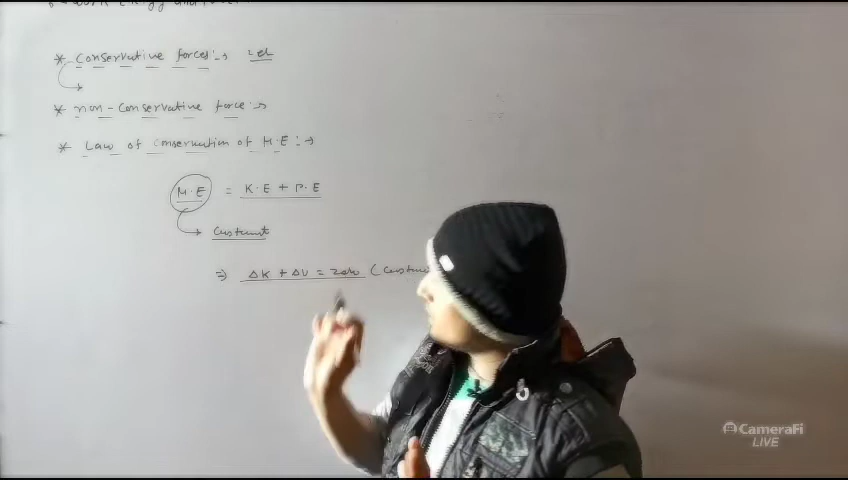 * Conservative forces:→
* non-conservative force:→
* Law of conservation of M.E:→
M.E = K.E + P.E
Constant
⇒ ΔK + ΔU = zero (
CameraFi
LIVE